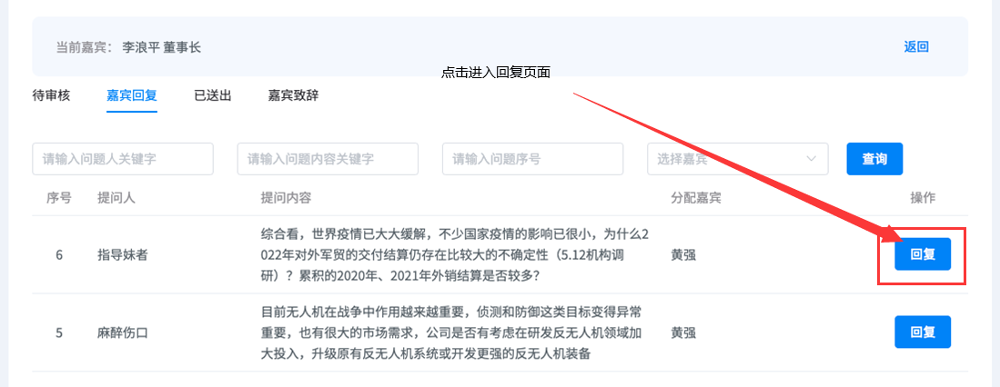 当前嘉宾： 李浪平 董事长 返回
点击进入回复页面
待审核 嘉宾回复 已送出 嘉宾致辞
请输入问题人关键字 请输入问题内容关键字 请输入问题序号 选择嘉宾 查询
序号 提问人 提问内容 分配嘉宾 操作
综合看，世界疫情已大大缓解，不少国家疫情的影响已很小，为什么2
6 指导妹者 022年对外军贸的交付结算仍存在比较大的不确定性（5.12机构调 黄强 回复
研）？累积的2020年、2021年外销结算是否较多？
目前无人机在战争中作用越来越重要，侦测和防御这类目标变得异常
5 麻醉伤口 重要，也有很大的市场需求，公司是否有考虑在研发反无人机领域加 黄强 回复
大投入，升级原有反无人机系统或开发更强的反无人机装备